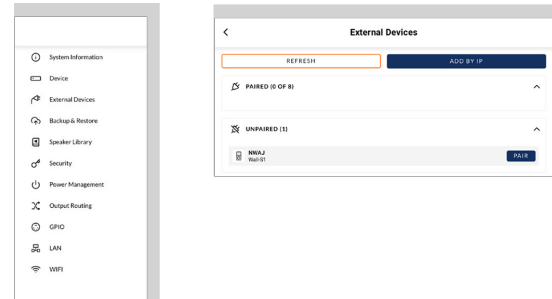 System Information
Device
External Devices
Backup & Restore
Speaker Library
Security
Power Management
Output Routing
GPIO
LAN
WIFI
External Devices
REFRESH
ADD BY IP
PAIRED (0 OF 8)
UNPAIRED (1)
NWAJ
Wall-S1
PAIR